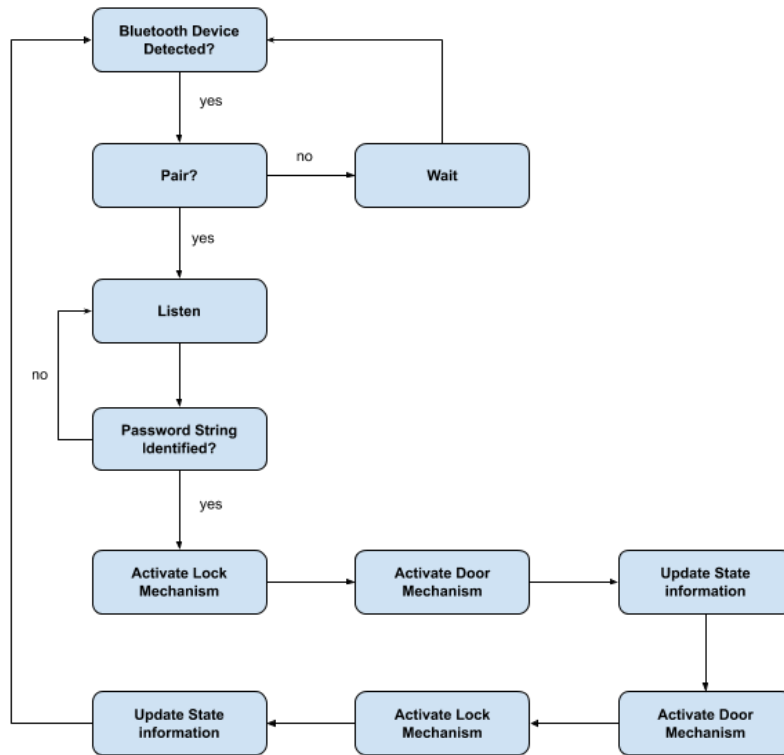 Bluetooth Device
Detected?
yes
Pair?
no
Wait
yes
Listen
no
Password String
Identified?
yes
Activate Lock
Mechanism
Activate Door
Mechanism
Update State
information
Update State
information
Activate Lock
Mechanism
Activate Door
Mechanism